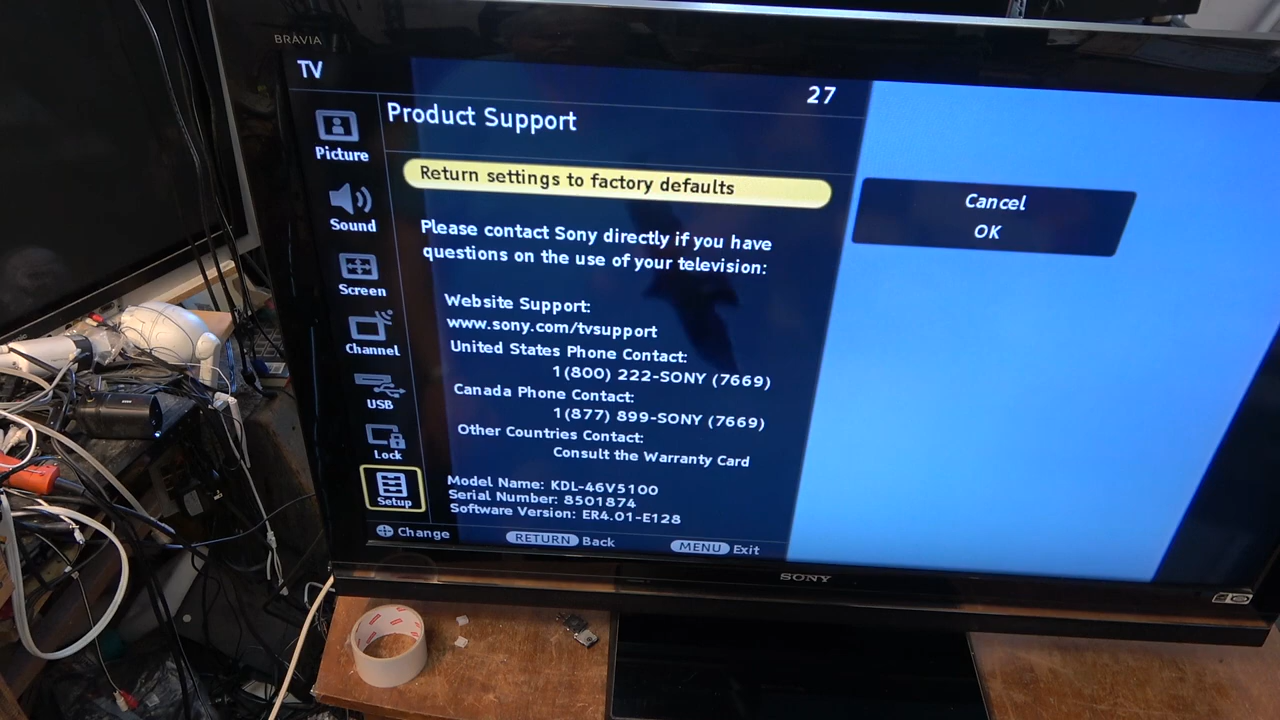 BRAVIA
TV
27
Product Support
Picture
Return settings to factory defaults
Cancel
OK
Sound
Please contact Sony directly if you have
questions on the use of your television:
Screen
Website Support:
www.sony.com/tvsupport
Channel
United States Phone Contact:
1(800) 222-SONY (7669)
USB
Canada Phone Contact:
1(877) 899-SONY (7669)
Lock
Other Countries Contact:
Consult the Warranty Card
Setup
Model Name: KDL-46V5100
Serial Number: 8501874
Software Version: ER4.01-E128
Change
RETURN Back
MENU Exit
SONY